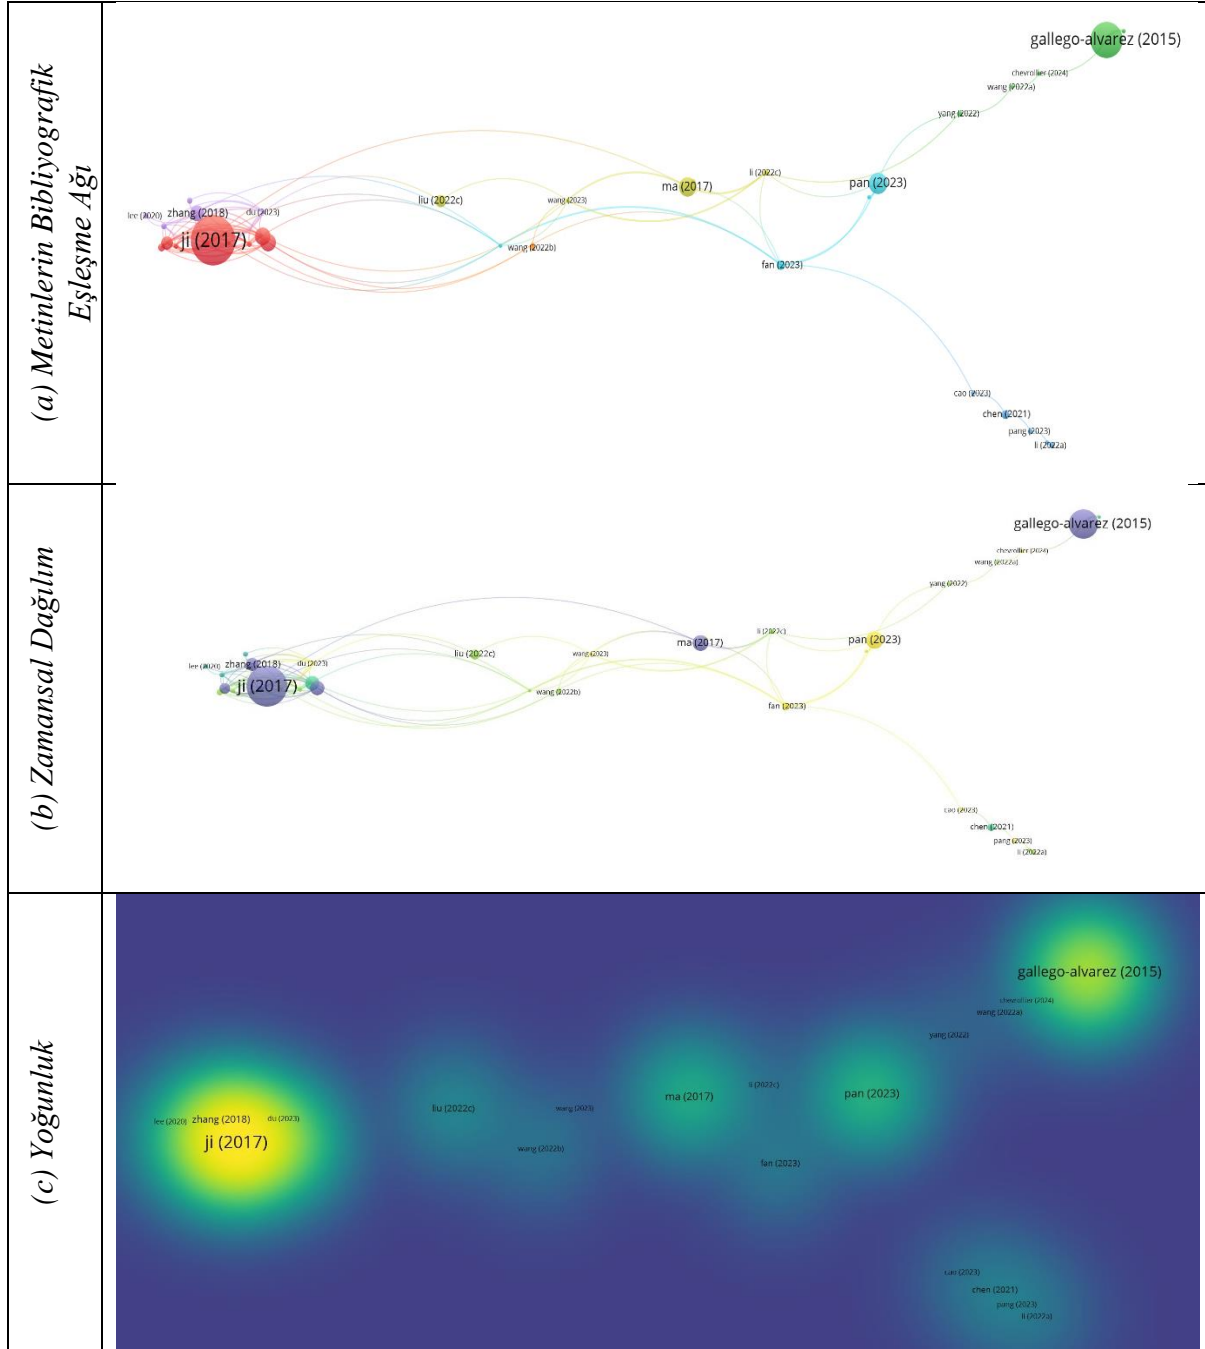 (a) Metinlerin Bibliyografik
Eşleşme Ağı
gallego-alvarez (2015)
chevrollier (2024)
wang (2022a)
yang (2022)
li (2022c)
pan (2023)
ma (2017)
liu (2022c)
wang (2023)
lee (2020)
zhang (2018)
du (2023)
ji (2017)
wang (2022b)
fan (2023)
cao (2023)
chen (2021)
pang (2023)
li (2022a)
(b) Zamansal Dağılım
gallego-alvarez (2015)
chevrollier (2024)
wang (2022a)
yang (2022)
li (2022c)
pan (2023)
ma (2017)
liu (2022c)
wang (2023)
lee (2020)
zhang (2018)
du (2023)
ji (2017)
wang (2022b)
fan (2023)
cao (2023)
chen (2021)
pang (2023)
li (2022a)
(c) Yoğunluk
gallego-alvarez (2015)
chevrollier (2024)
wang (2022a)
yang (2022)
li (2022c)
pan (2023)
ma (2017)
liu (2022c)
wang (2023)
lee (2020)
zhang (2018)
du (2023)
ji (2017)
wang (2022b)
fan (2023)
cao (2023)
chen (2021)
pang (2023)
li (2022a)